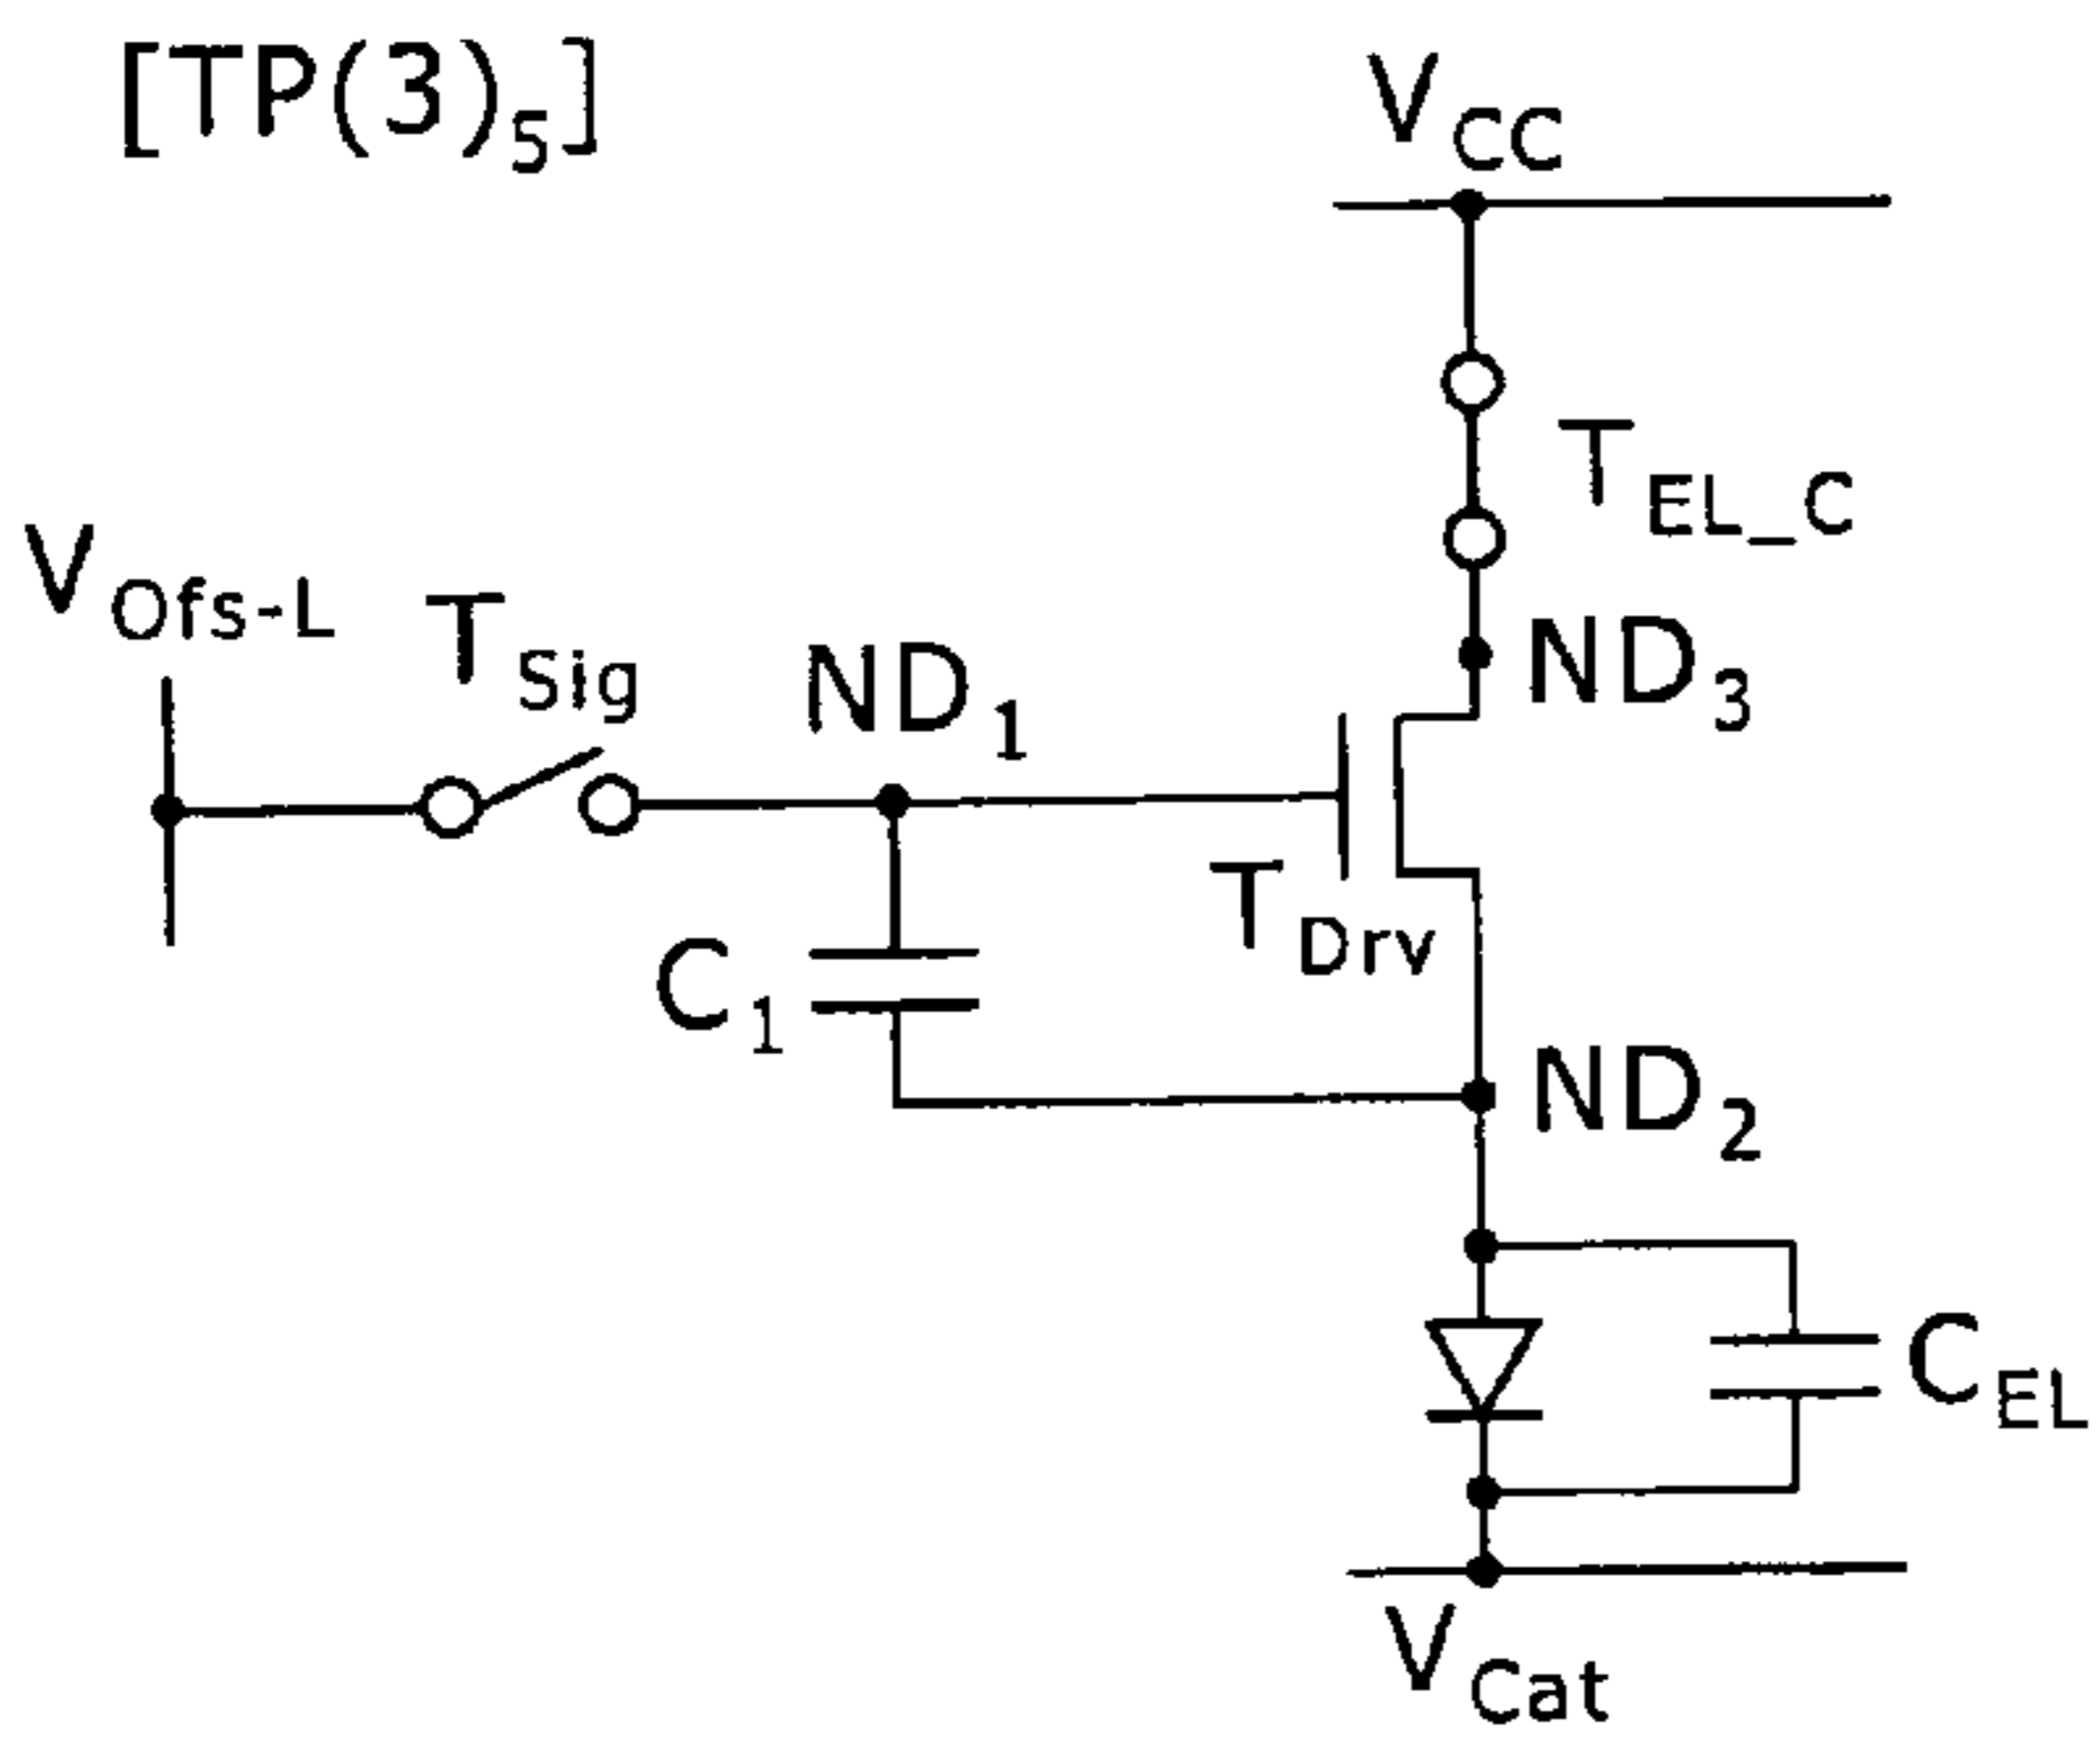 [TP(3)5]
VCC
TEL_C
VOfs-L
TSig
ND1
ND3
TDrv
C1
ND2
CEL
VCat